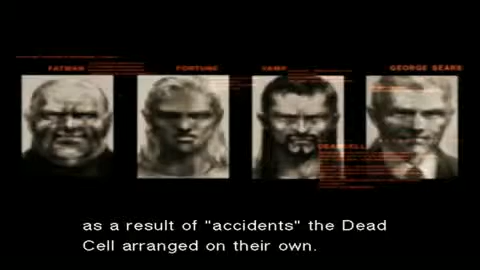 FATMAN
FORTUNE
VAMP
GEORGE SEARS
DEAD CELL
as a result of "accidents" the Dead
Cell arranged on their own.